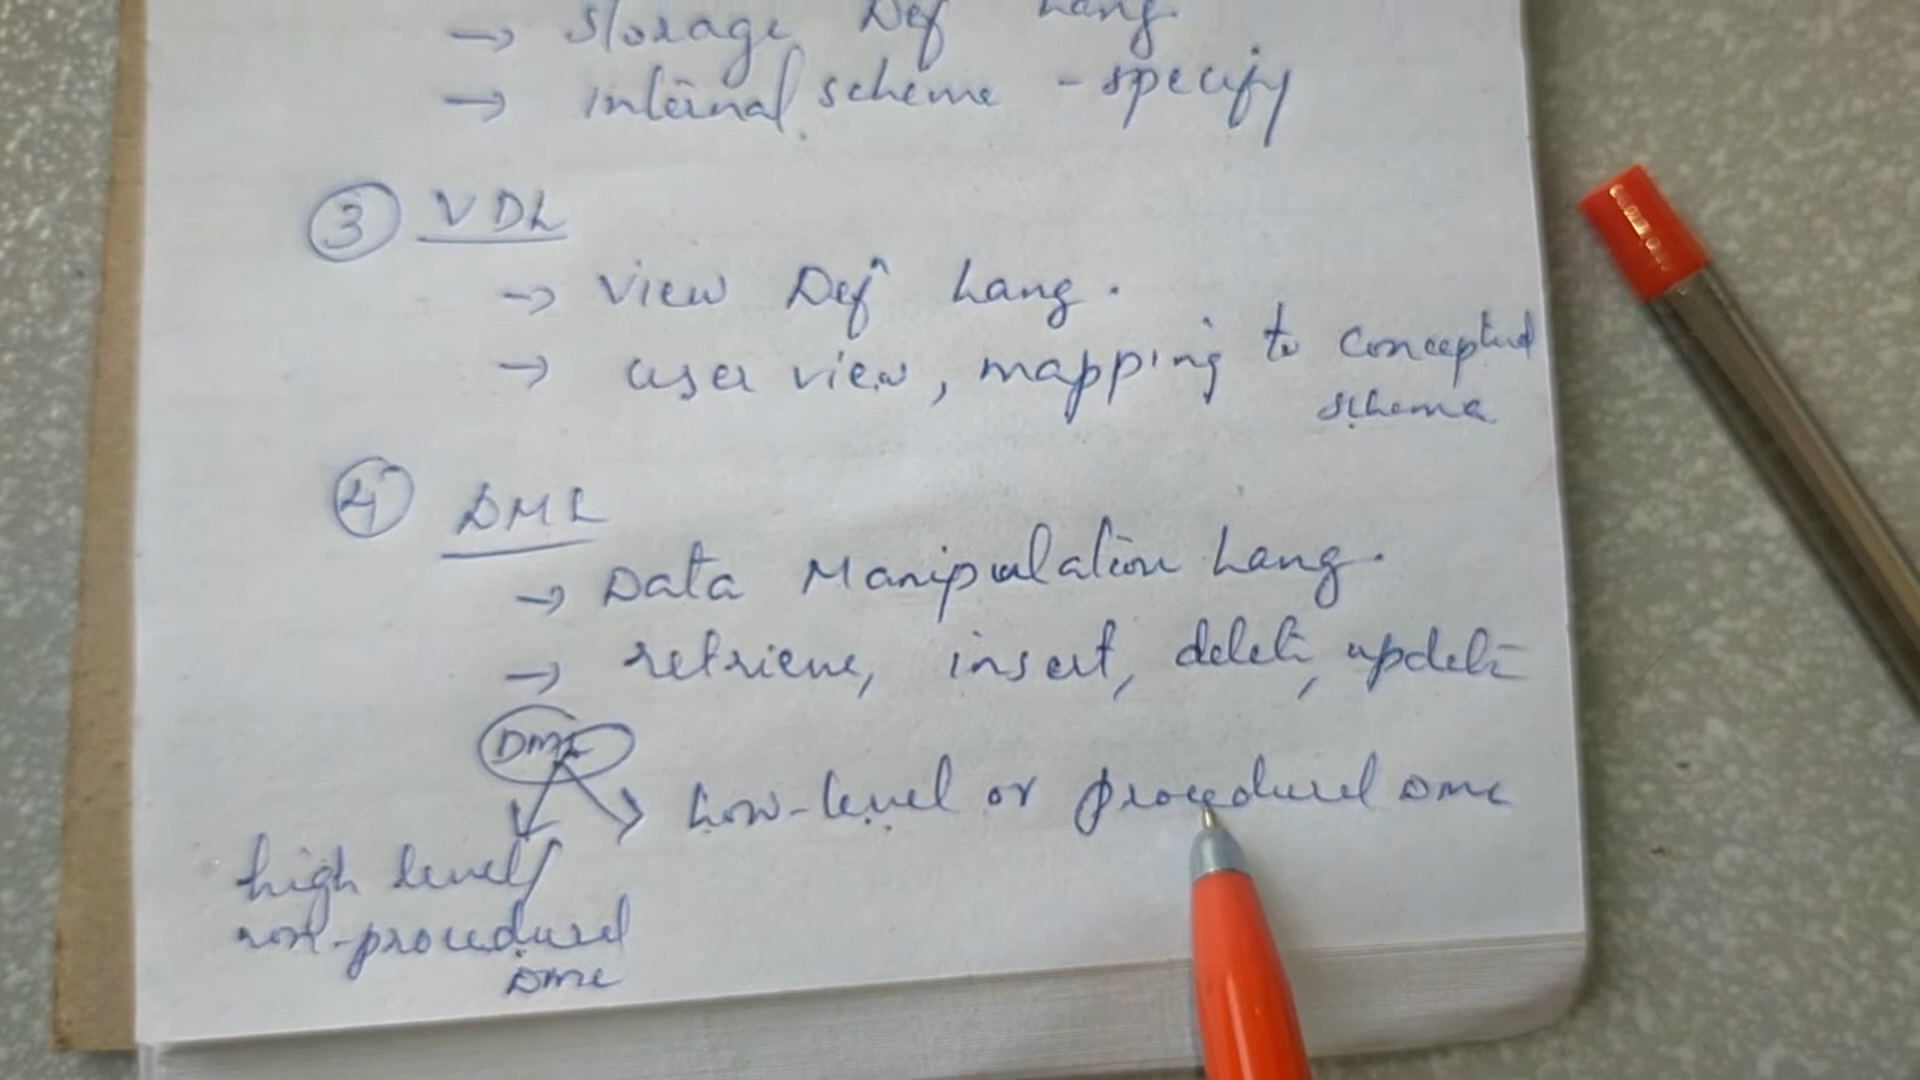 → Storage Def Lang.
→ internal scheme - specify
③ VDL
→ View Def Lang.
→ user view, mapping to conceptual
schema
④ DML
→ Data Manipulation Lang.
→ retrieve, insert, delete, update
DML
→ Low-level or procedural DML
high level/
non-procedural
DML